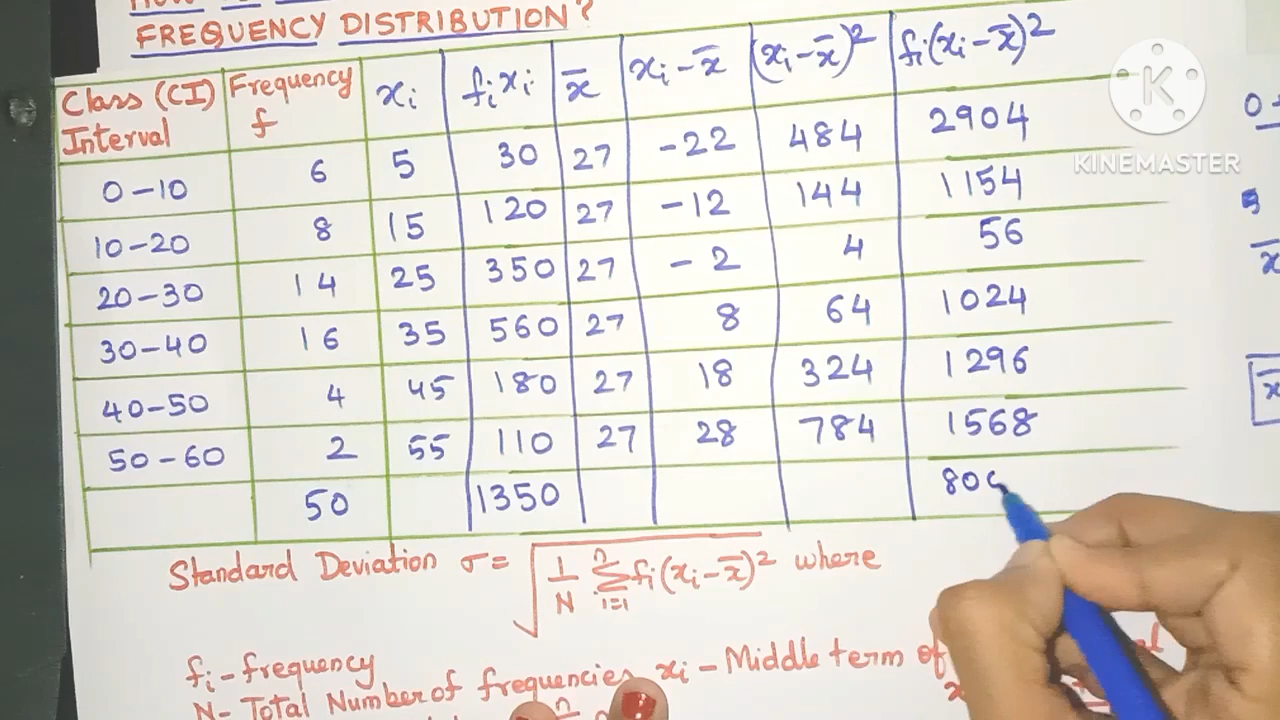 FREQUENCY DISTRIBUTION?
Class (CI) Interval Frequency f xi fixi x̄ xi-x̄ (xi-x̄)² fi(xi-x̄)²
0-10 6 5 30 27 -22 484 2904
10-20 8 15 120 27 -12 144 1154
20-30 14 25 350 27 -2 4 56
30-40 16 35 560 27 8 64 1024
40-50 4 45 180 27 18 324 1296
50-60 2 55 110 27 28 784 1568
50 1350
Standard Deviation σ = √ 1/N n∑i=1 fi(xi-x̄)² where
fi-frequency
N-Total Number of frequencies xi-Middle term of
K
KINEMASTER